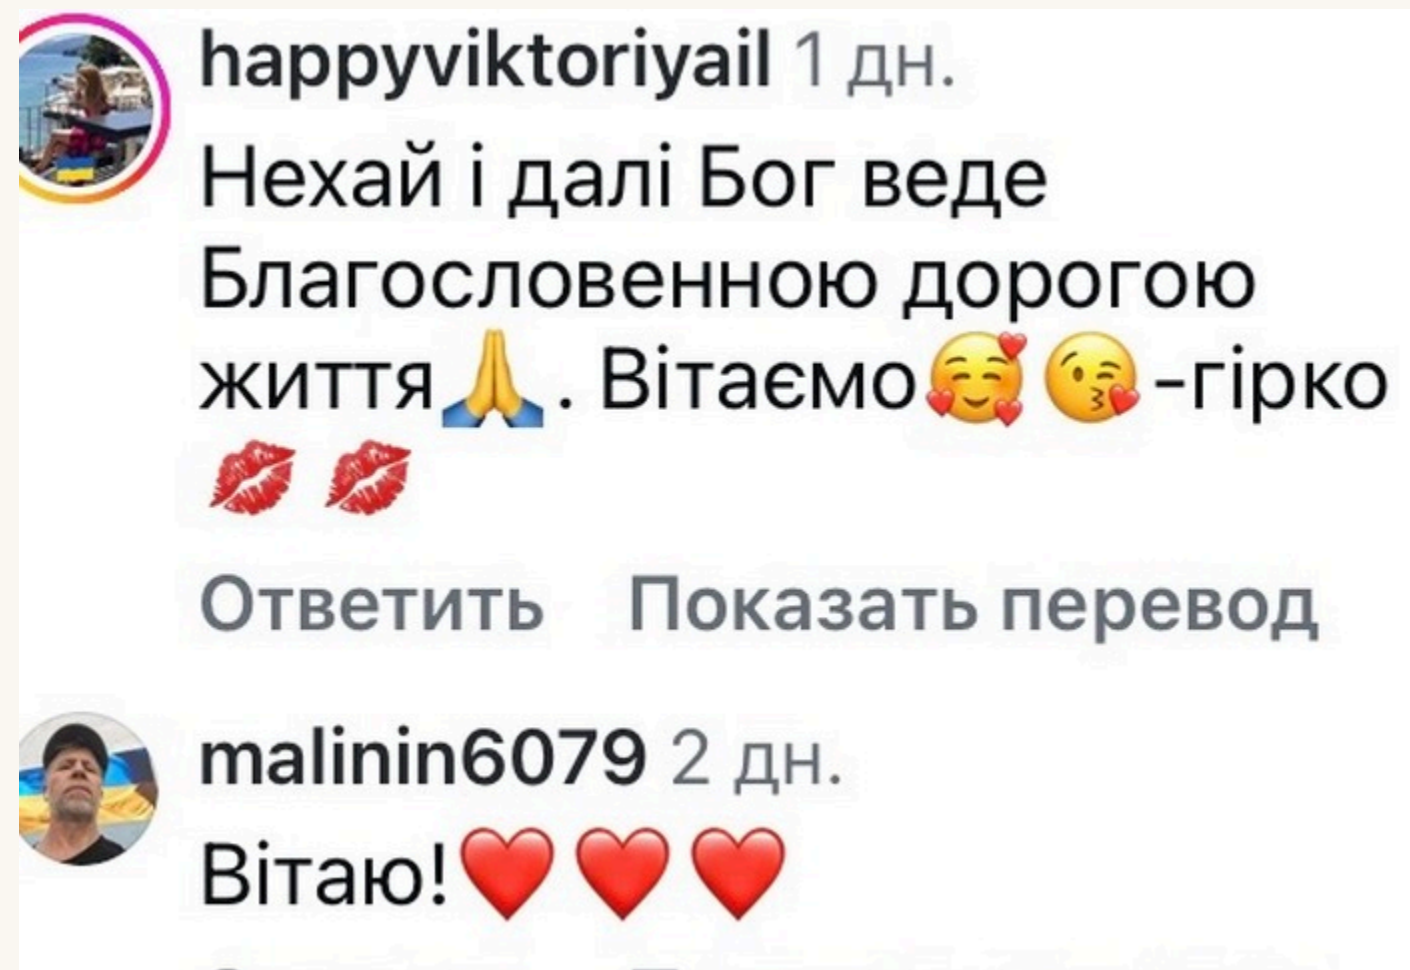 happyviktoriyail 1 дн.
Нехай і далі Бог веде
Благословенною дорогою
життя🙏. Вітаємо🥰😘-гірко
💋💋
Ответить Показать перевод
malinin6079 2 дн.
Вітаю!❤️❤️❤️